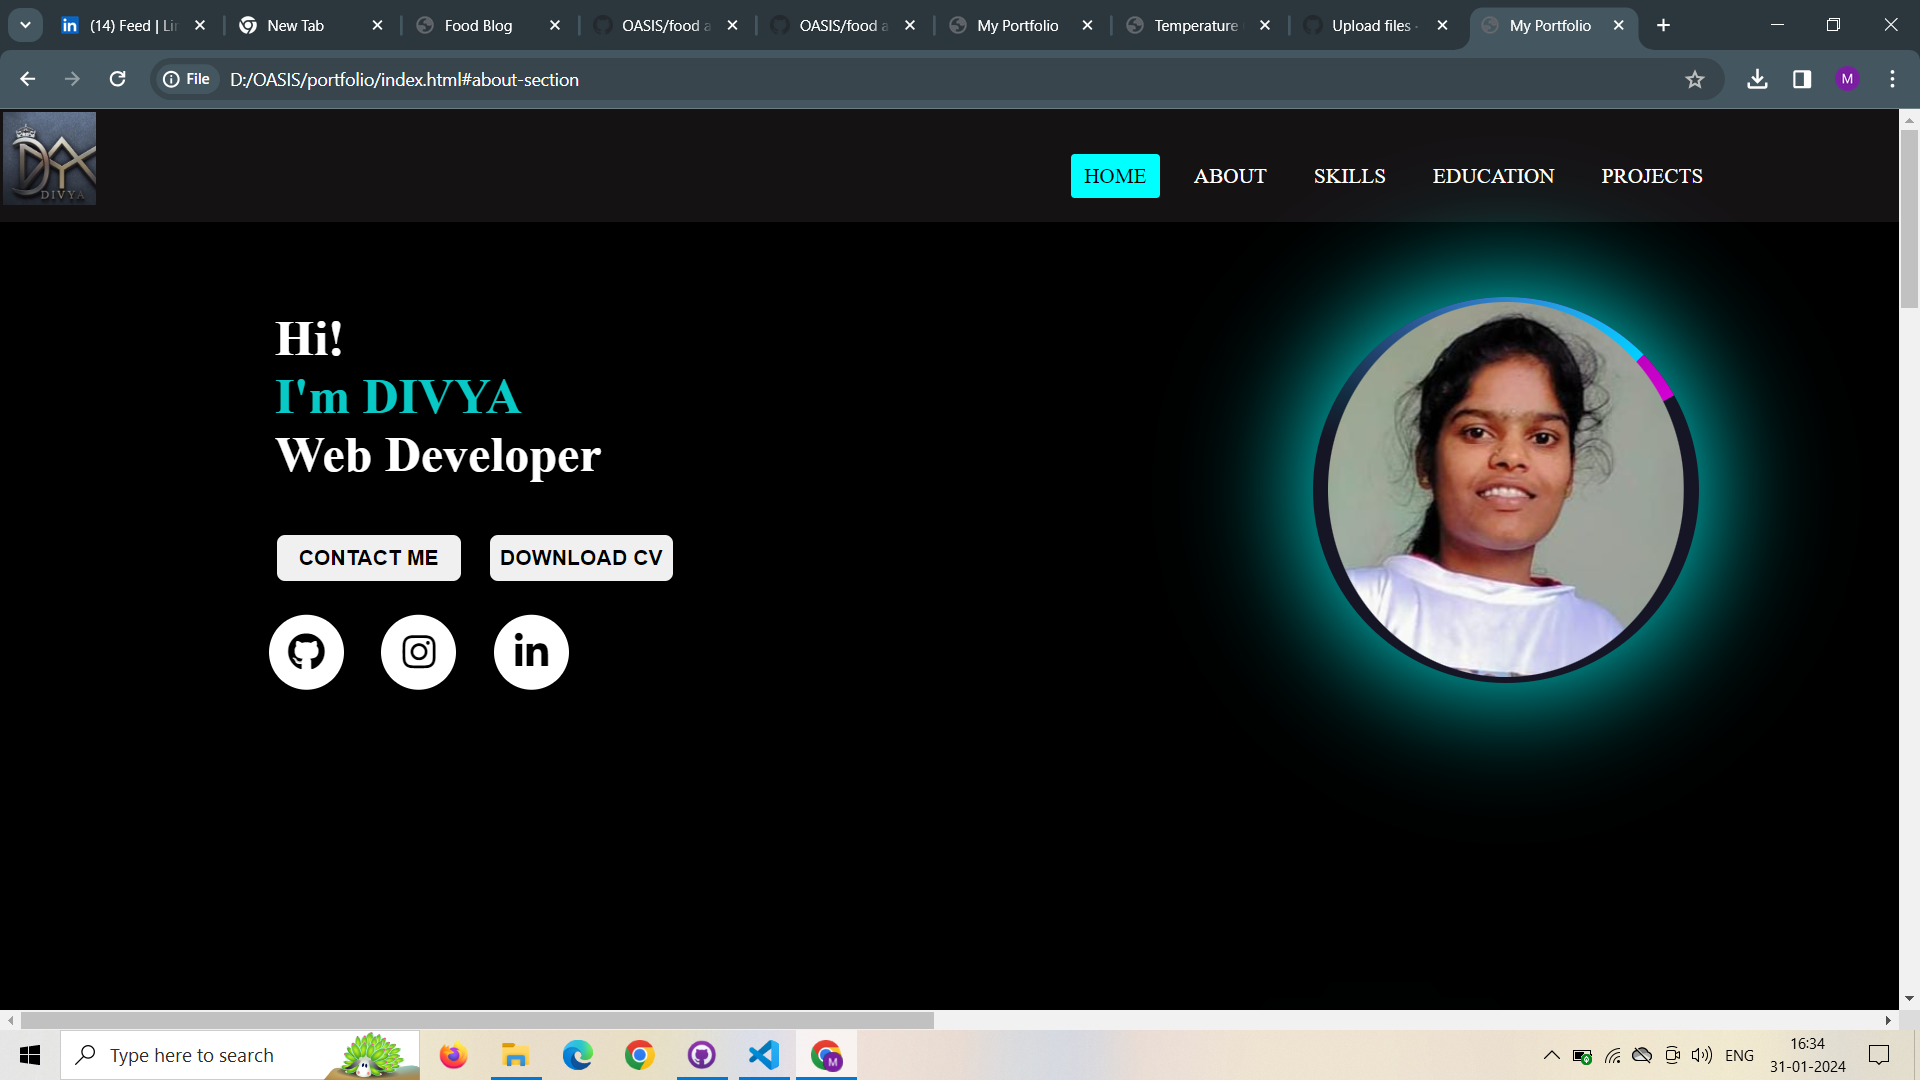 (14) Feed | Lir
New Tab
Food Blog
OASIS/food a
OASIS/food a
My Portfolio
Temperature
Upload files ·
My Portfolio
File
D:/OASIS/portfolio/index.html#about-section
M
DIVYA
HOME
ABOUT
SKILLS
EDUCATION
PROJECTS
Hi!
I'm DIVYA
Web Developer
CONTACT ME
DOWNLOAD CV
in
Type here to search
M
ENG
16:34
31-01-2024